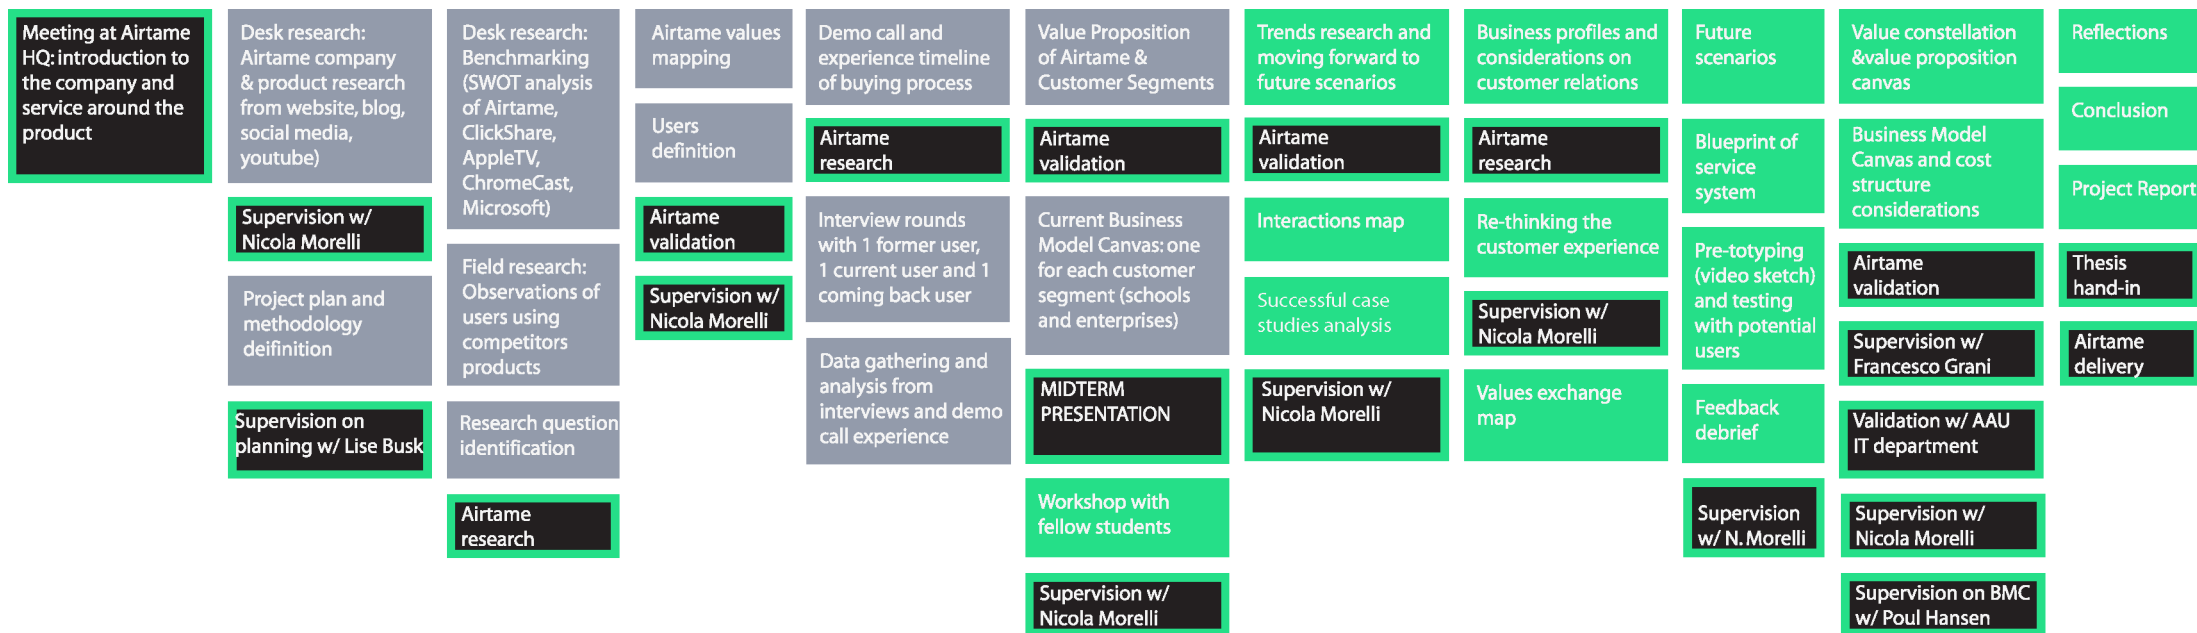 Meeting at Airtame
HQ: introduction to
the company and
service around the
product
Desk research:
Airtame company
& product research
from website, blog,
social media,
youtube)
Supervision w/
Nicola Morelli
Project plan and
methodology
deifinition
Supervision on
planning w/ Lise Busk
Desk research:
Benchmarking
(SWOT analysis
of Airtame,
ClickShare,
AppleTV,
ChromeCast,
Microsoft)
Field research:
Observations of
users using
competitors
products
Research question
identification
Airtame
research
Airtame values
mapping
Users
definition
Airtame
validation
Supervision w/
Nicola Morelli
Demo call and
experience timeline
of buying process
Airtame
research
Interview rounds
with 1 former user,
1 current user and 1
coming back user
Data gathering and
analysis from
interviews and demo
call experience
Value Proposition
of Airtame &
Customer Segments
Airtame
validation
Current Business
Model Canvas: one
for each customer
segment (schools
and enterprises)
MIDTERM
PRESENTATION
Workshop with
fellow students
Supervision w/
Nicola Morelli
Trends research and
moving forward to
future scenarios
Airtame
validation
Interactions map
Successful case
studies analysis
Supervision w/
Nicola Morelli
Business profiles and
considerations on
customer relations
Airtame
research
Re-thinking the
customer experience
Supervision w/
Nicola Morelli
Values exchange
map
Future
scenarios
Blueprint of
service
system
Pre-totyping
(video sketch)
and testing
with potential
users
Feedback
debrief
Supervision
w/ N. Morelli
Value constellation
&value proposition
canvas
Business Model
Canvas and cost
structure
considerations
Airtame
validation
Supervision w/
Francesco Grani
Validation w/ AAU
IT department
Supervision w/
Nicola Morelli
Supervision on BMC
w/ Poul Hansen
Reflections
Conclusion
Project Report
Thesis
hand-in
Airtame
delivery